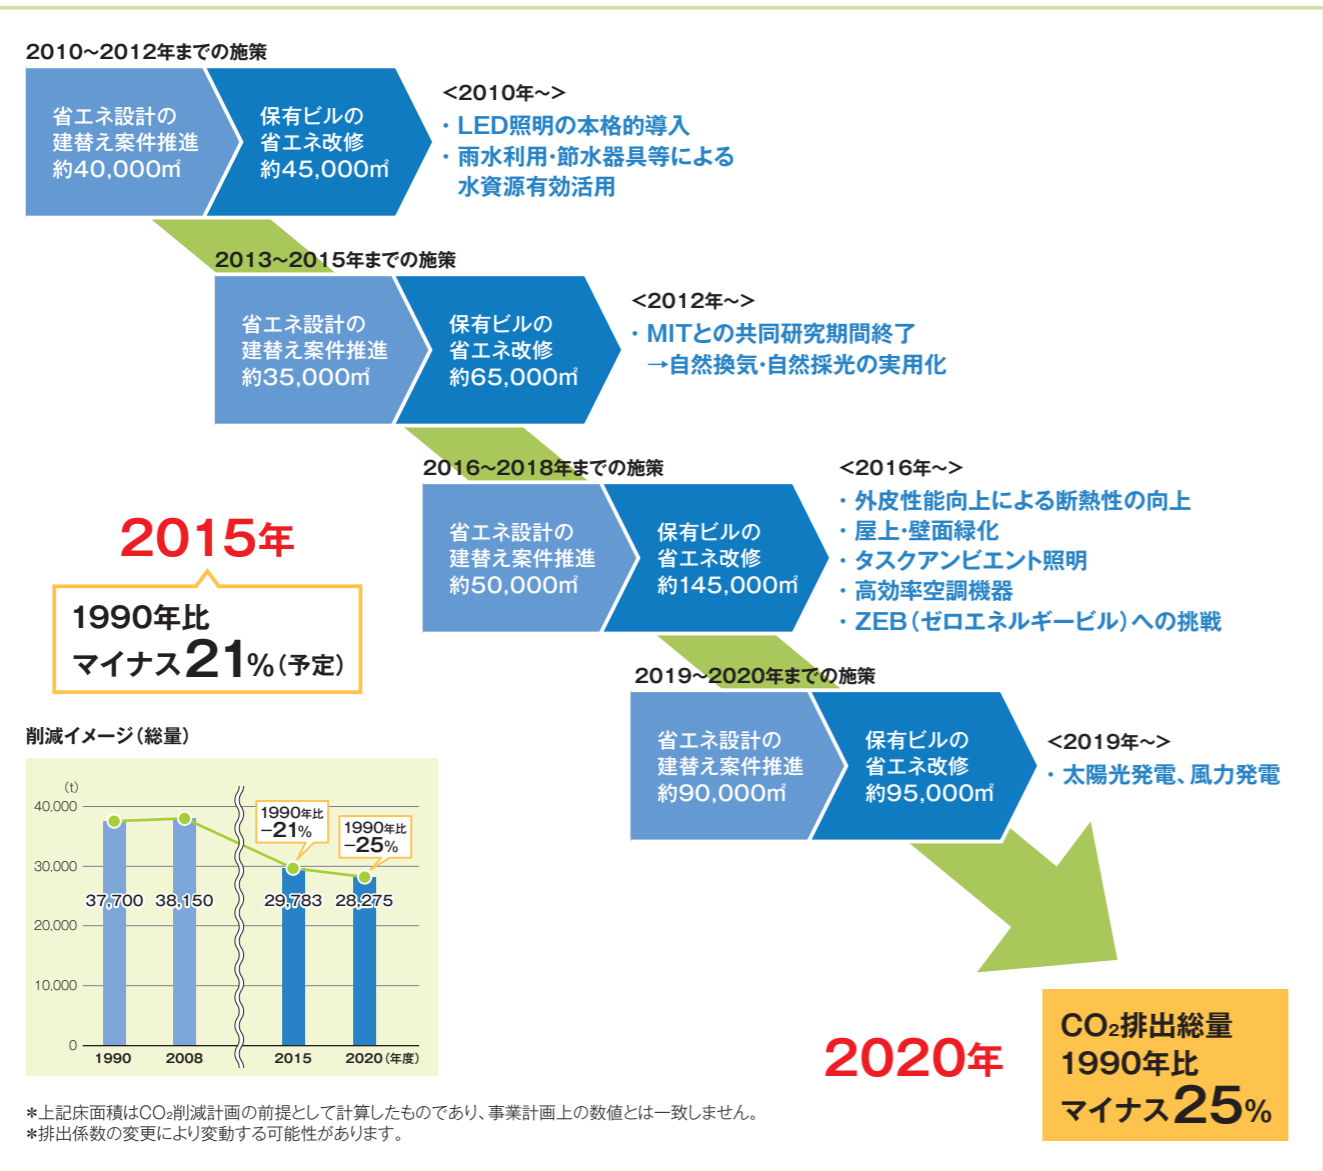 2010〜2012年までの施策
省エネ設計の
建替え案件推進
約40,000㎡
保有ビルの
省エネ改修
約45,000㎡
<2010年〜>
・LED照明の本格的導入
・雨水利用・節水器具等による
水資源有効活用
2013〜2015年までの施策
省エネ設計の
建替え案件推進
約35,000㎡
保有ビルの
省エネ改修
約65,000㎡
<2012年〜>
・MITとの共同研究期間終了
→自然換気・自然採光の実用化
2016〜2018年までの施策
省エネ設計の
建替え案件推進
約50,000㎡
保有ビルの
省エネ改修
約145,000㎡
<2016年〜>
・外皮性能向上による断熱性の向上
・屋上・壁面緑化
・タスクアンビエント照明
・高効率空調機器
・ZEB（ゼロエネルギービル）への挑戦
2015年
1990年比
マイナス21%（予定）
2019〜2020年までの施策
省エネ設計の
建替え案件推進
約90,000㎡
保有ビルの
省エネ改修
約95,000㎡
<2019年〜>
・太陽光発電、風力発電
削減イメージ（総量）
（t）
40.000
30.000
20.000
10.000
0
1990年比
−21%
1990年比
−25%
37,700 38,150 29,783 28,275
1990 2008 2015 2020（年度）
2020年
CO₂排出総量
1990年比
マイナス25%
＊上記床面積はCO₂削減計画の前提として計算したものであり、事業計画上の数値とは一致しません。
＊排出係数の変更により変動する可能性があります。